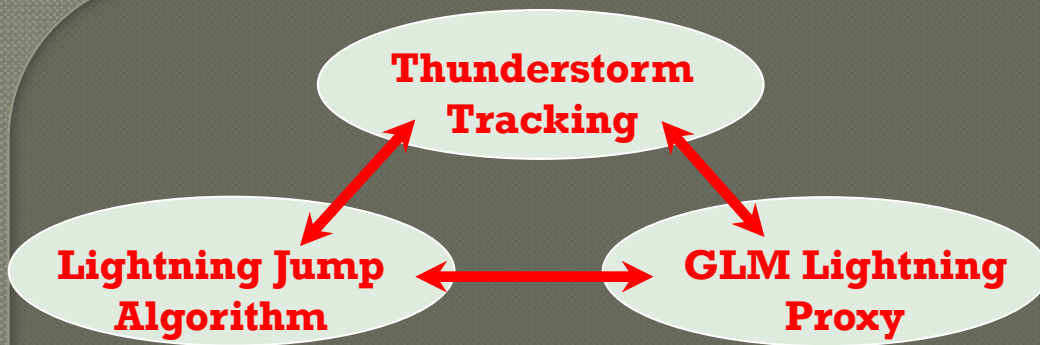 Thunderstorm
Tracking
Lightning Jump
Algorithm
GLM Lightning
Proxy